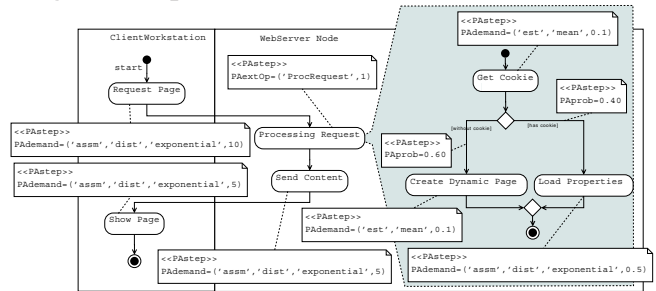 <<PAstep>>
PAdemand=('est','mean',0.1)
ClientWorkstation
WebServer Node
start
<<PAstep>>
PAextOp=('ProcRequest',1)
Get Cookie
Request Page
<<PAstep>>
PAprob=0.40
[without cookie]
[has cookie]
<<PAstep>>
PAdemand=('assm','dist','exponential',10)
Processing Request
<<PAstep>>
PAprob=0.60
<<PAstep>>
PAdemand=('assm','dist','exponential',5)
Send Content
Create Dynamic Page
Load Properties
Show Page
<<PAstep>>
PAdemand=('est','mean',0.1)
<<PAstep>>
PAdemand=('assm','dist','exponential',5)
<<PAstep>>
PAdemand=('assm','dist','exponential',0.5)